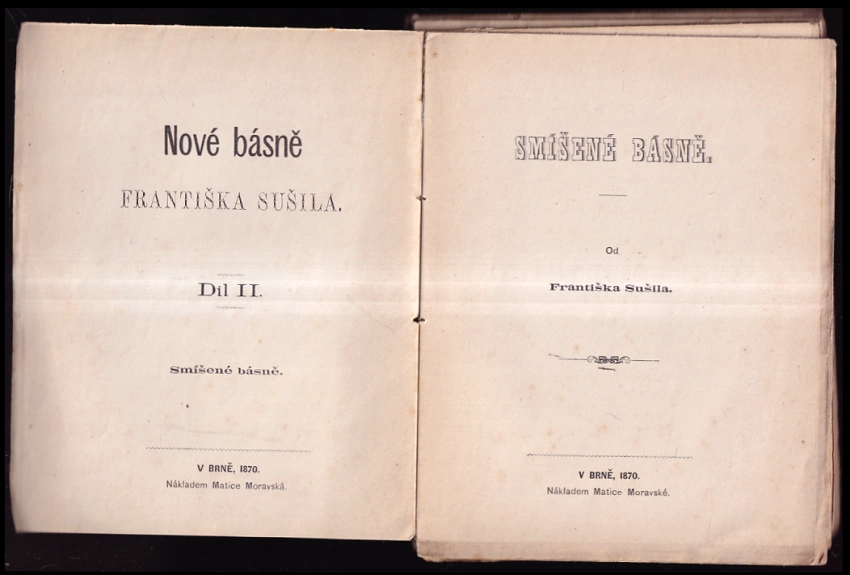 Nové básně
FRANTIŠKA SUŠILA.
Díl II.
Smíšené básně.
V BRNĚ, 1870.
Nákladem Matice Moravská.
SMÍŠENÉ BÁSNĚ.
Od
Františka Sušila.
V BRNĚ, 1870.
Nákladem Matice Moravské.